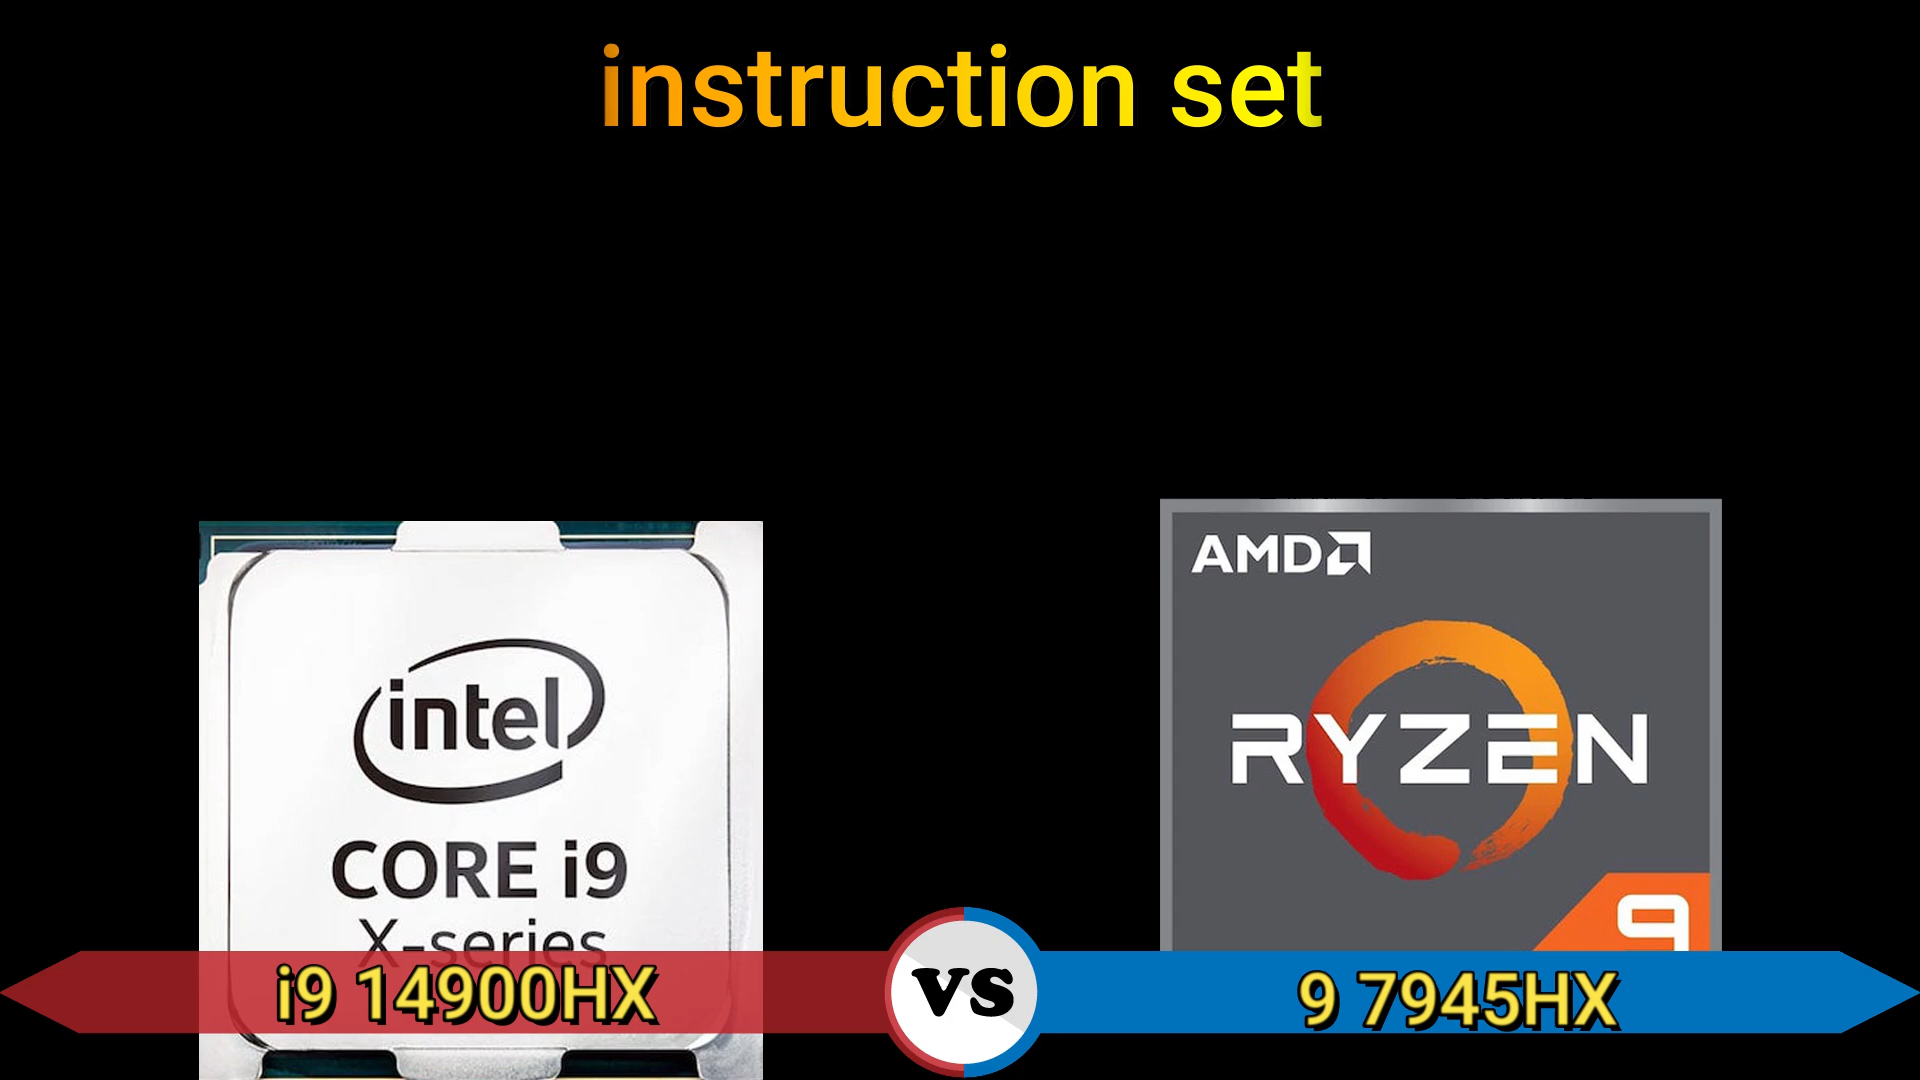 instruction set
intel
CORE i9
X-series
i9 14900HX
VS
AMD
RYZEN
9
9 7945HX